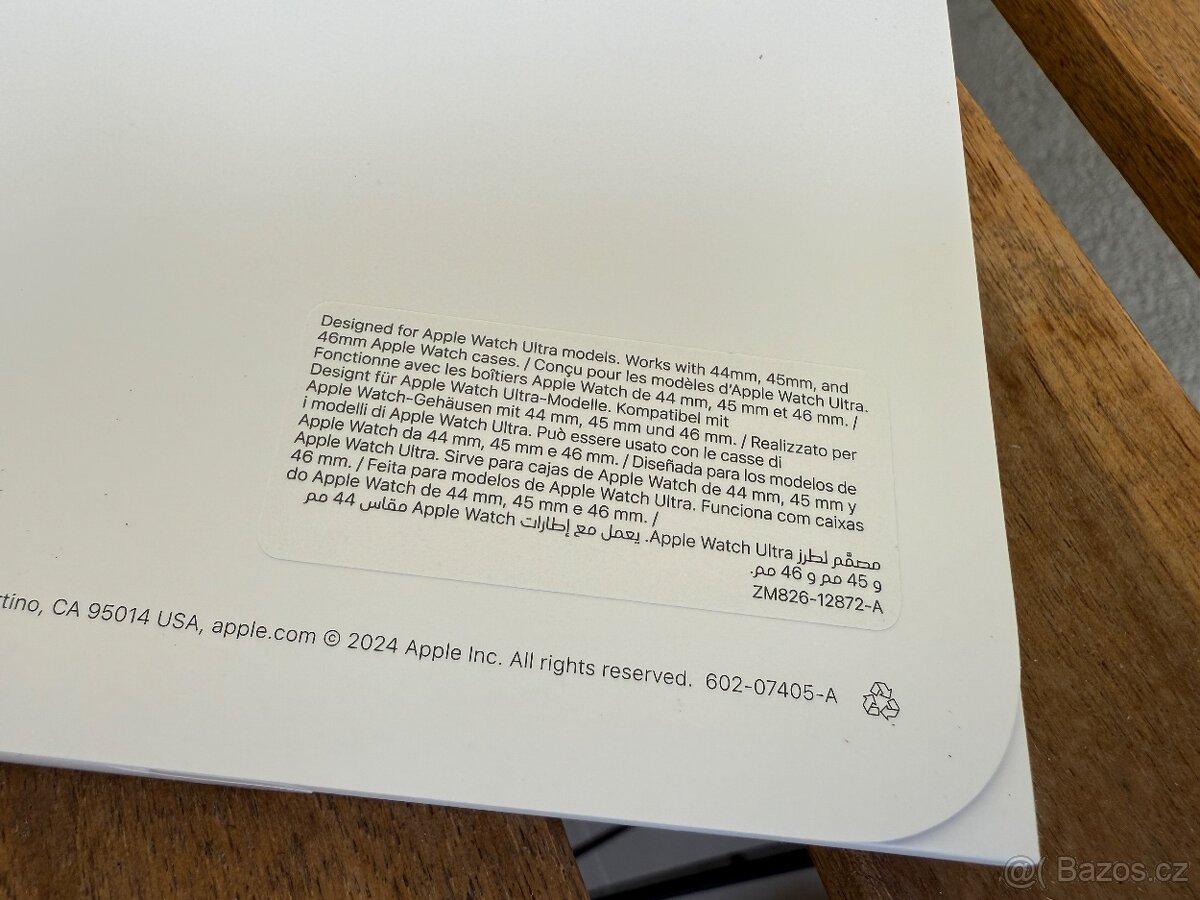 Designed for Apple Watch Ultra models. Works with 44mm, 45mm, and
46mm Apple Watch cases. / Conçu pour les modèles d'Apple Watch Ultra.
Fonctionne avec les boîtiers Apple Watch de 44 mm, 45 mm et 46 mm. /
Designt für Apple Watch Ultra-Modelle. Kompatibel mit
Apple Watch-Gehäusen mit 44 mm, 45 mm und 46 mm. / Realizzato per
i modelli di Apple Watch Ultra. Può essere usato con le casse di
Apple Watch da 44 mm, 45 mm e 46 mm. / Diseñada para los modelos de
Apple Watch Ultra. Sirve para cajas de Apple Watch de 44 mm, 45 mm y
46 mm. / Feita para modelos de Apple Watch Ultra. Funciona com caixas
do Apple Watch de 44 mm, 45 mm e 46 mm. /
مصمَّم لطرز Apple Watch Ultra. يعمل مع إطارات Apple Watch مقاس 44 مم
و 45 مم و 46 مم.
ZM826-12872-A
rtino, CA 95014 USA, apple.com © 2024 Apple Inc. All rights reserved. 602-07405-A
@( Bazos.cz